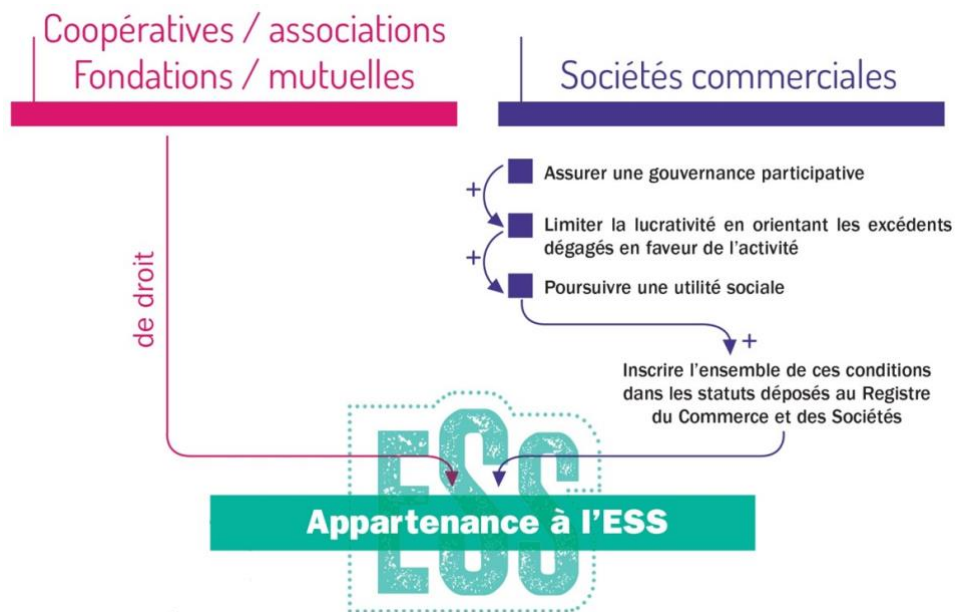 Coopératives / associations
Fondations / mutuelles
de droit
Sociétés commerciales
+
Assurer une gouvernance participative
Limiter la lucrativité en orientant les excédents
dégagés en faveur de l’activité
+
Poursuivre une utilité sociale
+
Inscrire l’ensemble de ces conditions
dans les statuts déposés au Registre
du Commerce et des Sociétés
ESS
Appartenance à l’ESS